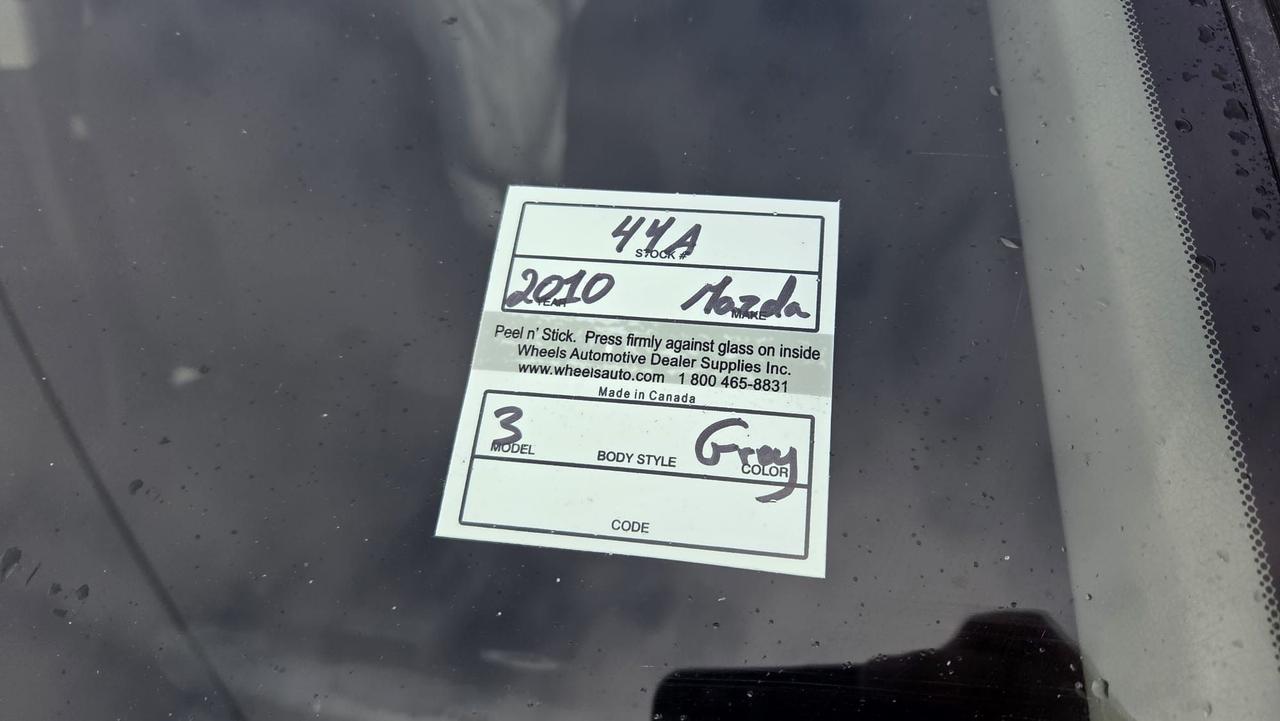 44A
STOCK #
2010 Mazda
YEAR MAKE
Peel n' Stick. Press firmly against glass on inside
Wheels Automotive Dealer Supplies Inc.
www.wheelsauto.com 1 800 465-8831
Made in Canada
3 Grey
MODEL BODY STYLE COLOR
CODE